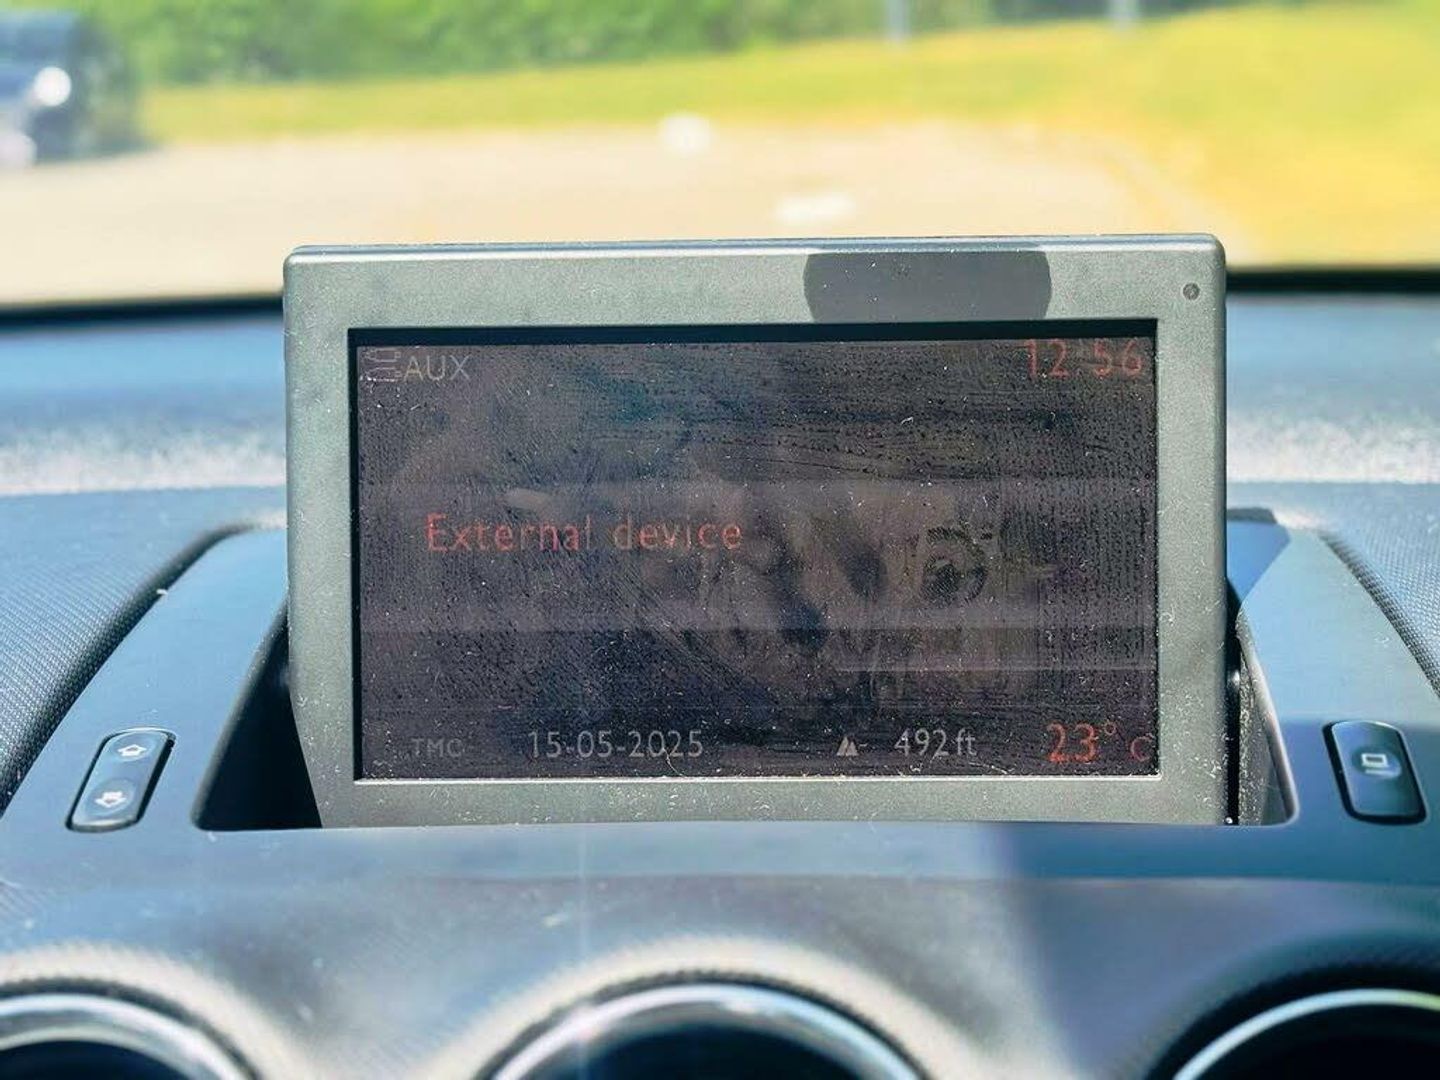 AUX 12:56
External device
TMC 15-05-2025 492ft 23° C